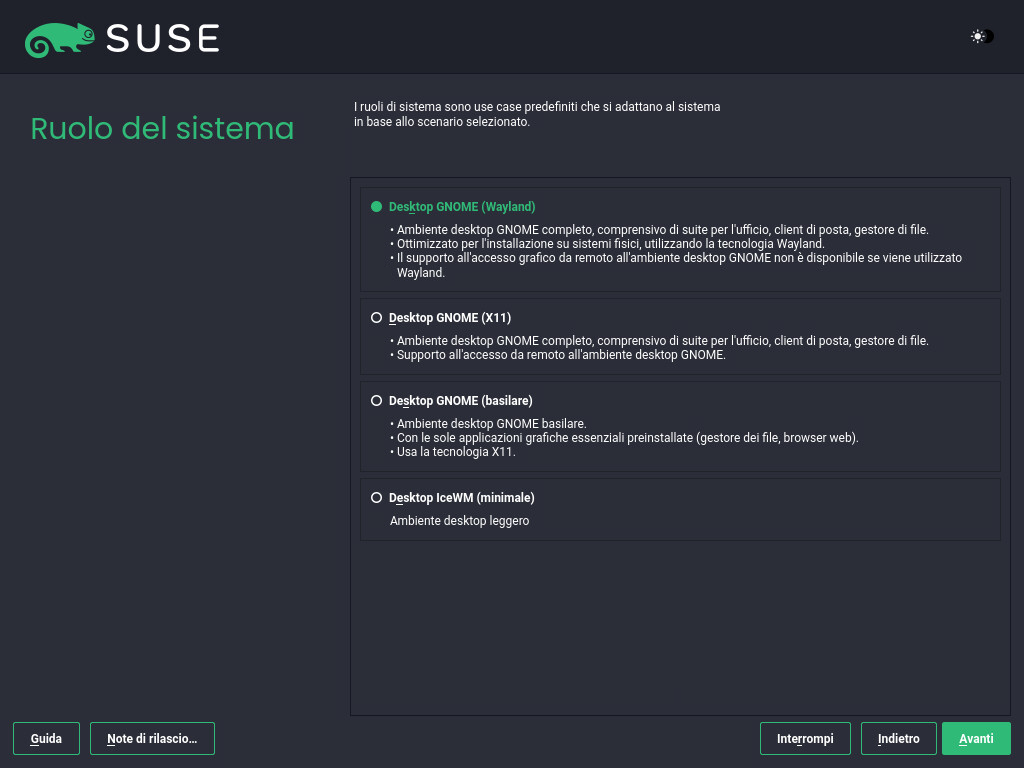 SUSE
Ruolo del sistema
I ruoli di sistema sono use case predefiniti che si adattano al sistema
in base allo scenario selezionato.
Desktop GNOME (Wayland)
• Ambiente desktop GNOME completo, comprensivo di suite per l'ufficio, client di posta, gestore di file.
• Ottimizzato per l'installazione su sistemi fisici, utilizzando la tecnologia Wayland.
• Il supporto all'accesso grafico da remoto all'ambiente desktop GNOME non è disponibile se viene utilizzato
Wayland.
Desktop GNOME (X11)
• Ambiente desktop GNOME completo, comprensivo di suite per l'ufficio, client di posta, gestore di file.
• Supporto all'accesso da remoto all'ambiente desktop GNOME.
Desktop GNOME (basilare)
• Ambiente desktop GNOME basilare.
• Con le sole applicazioni grafiche essenziali preinstallate (gestore dei file, browser web).
• Usa la tecnologia X11.
Desktop IceWM (minimale)
Ambiente desktop leggero
Guida
Note di rilascio...
Interrompi
Indietro
Avanti